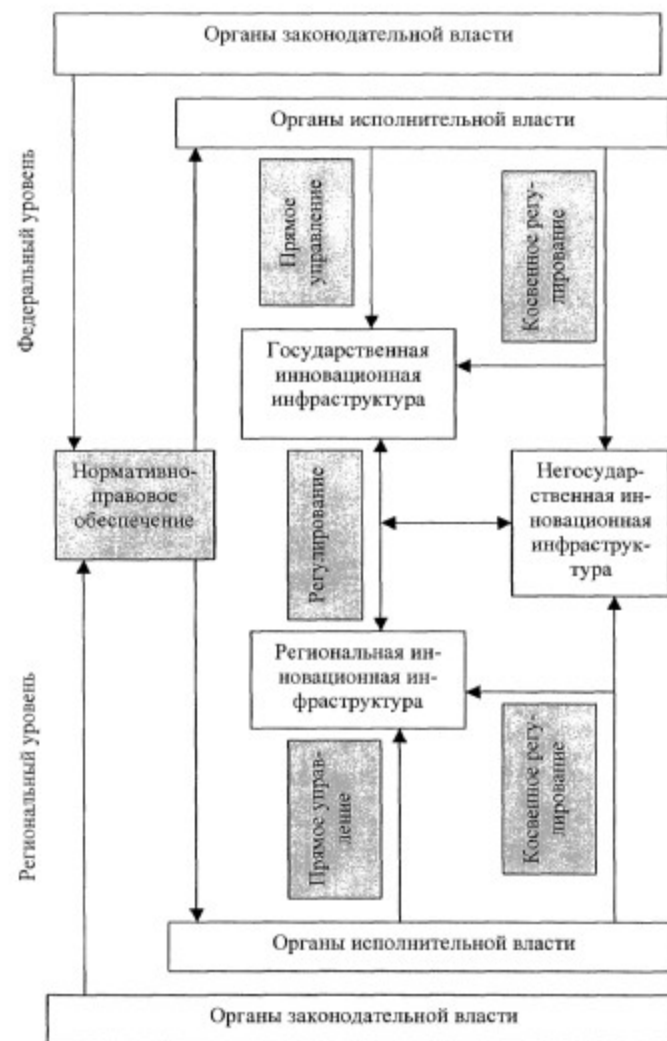 Органы законодательной власти
Органы исполнительной власти
Федеральный уровень
Прямое
управление
Косвенное регу-
лирование
Государственная
инновационная
инфраструктура
Нормативно-
правовое
обеспечение
Регулирование
Негосудар-
ственная ин-
новационная
инфраструк-
тура
Региональная ин-
новационная ин-
фраструктура
Региональный уровень
Прямое управ-
ление
Косвенное регу-
лирование
Органы исполнительной власти
Органы законодательной власти